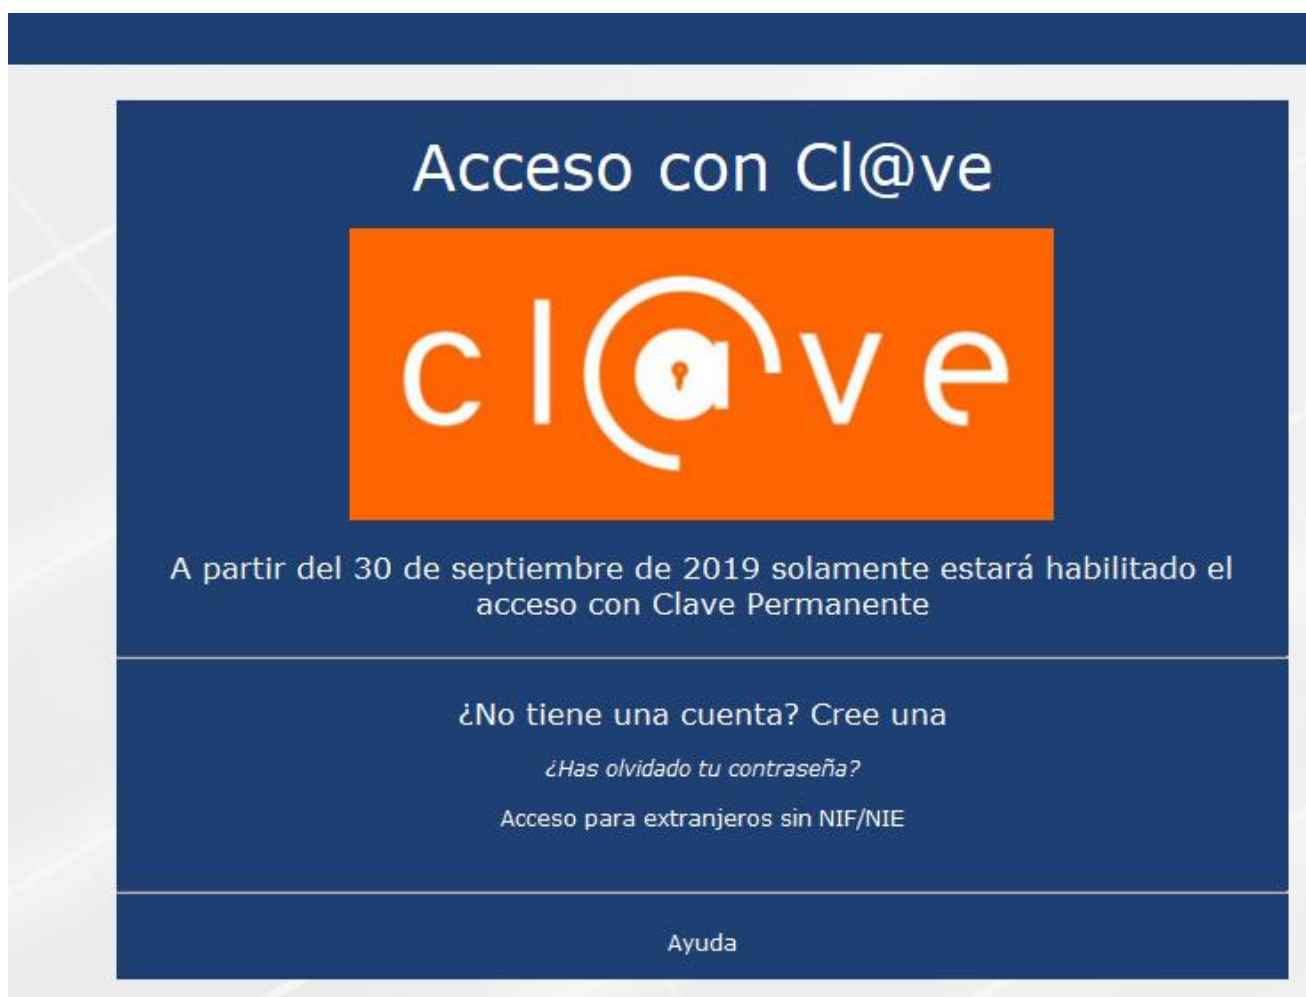 Acceso con Cl@ve
cl@ve
A partir del 30 de septiembre de 2019 solamente estará habilitado el
acceso con Clave Permanente
¿No tiene una cuenta? Cree una
¿Has olvidado tu contraseña?
Acceso para extranjeros sin NIF/NIE
Ayuda